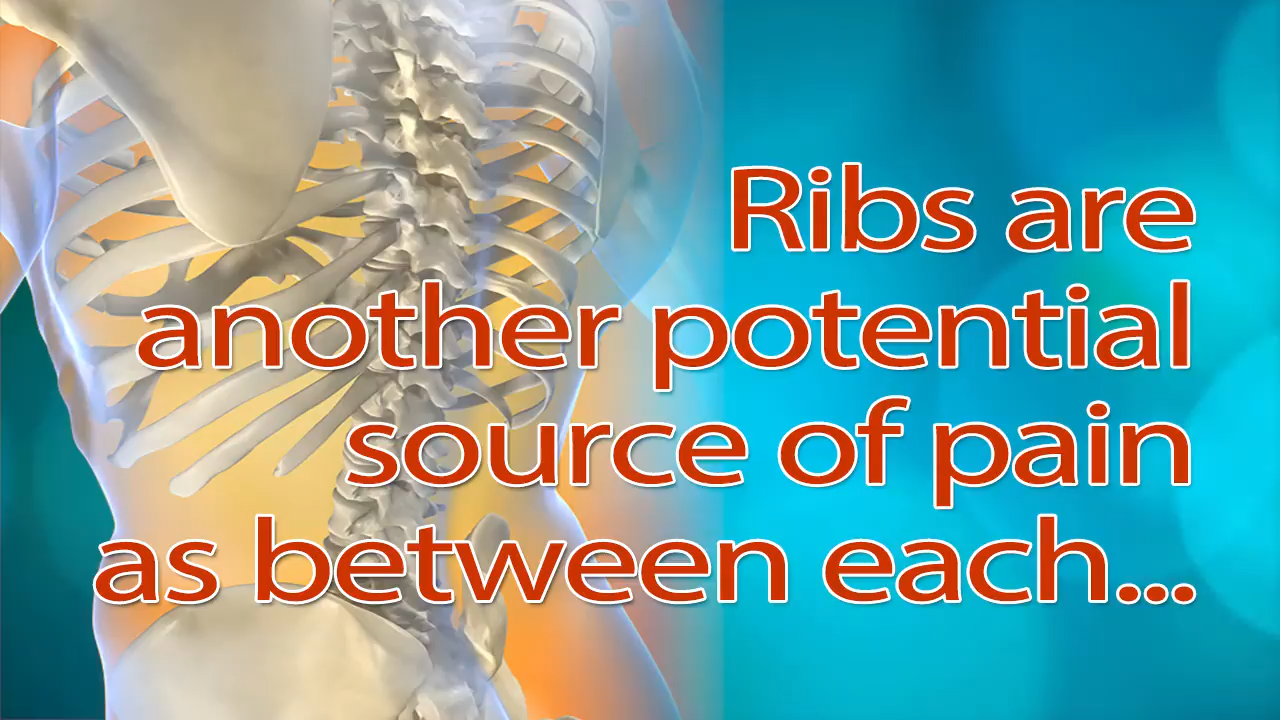 Ribs are
another potential
source of pain
as between each...